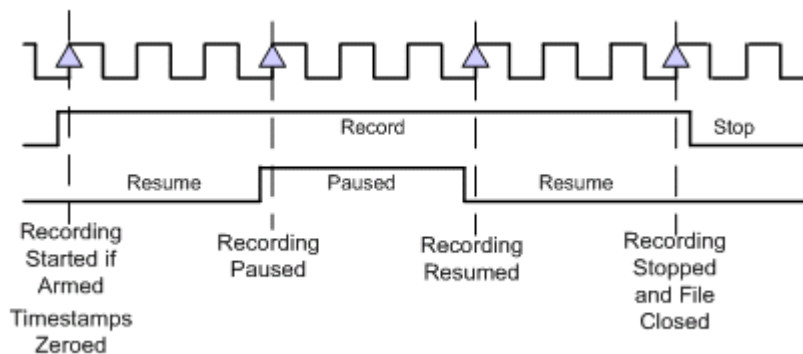 Record
Stop
Resume
Paused
Resume
Recording
Started if
Armed
Timestamps
Zeroed
Recording
Paused
Recording
Resumed
Recording
Stopped
and File
Closed